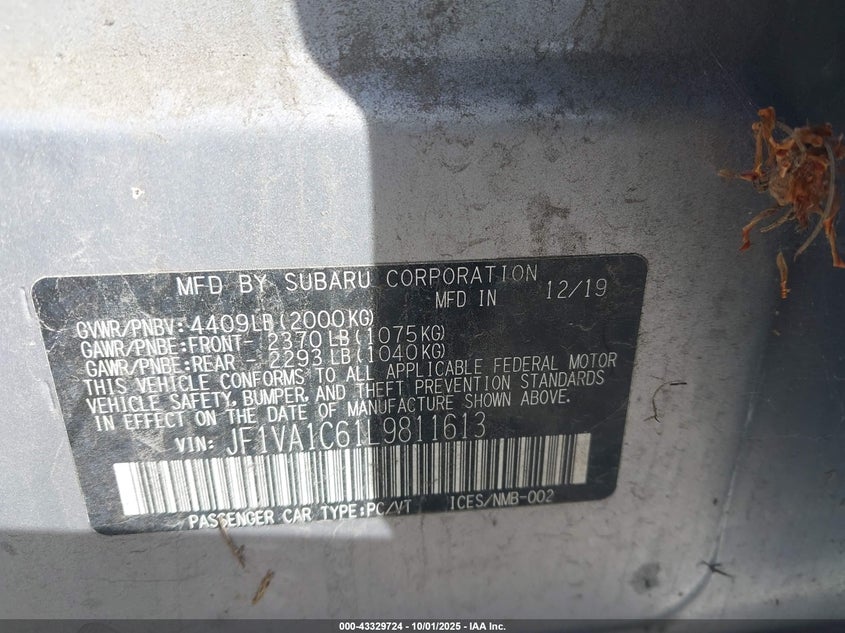 MFD BY SUBARU CORPORATION
MFD IN 12/19
GVWR/PNBV:4409LB(2000KG)
GAWR/PNBE:FRONT- 2370LB(1075KG)
GAWR/PNBE:REAR - 2293LB(1040KG)
THIS VEHICLE CONFORMS TO ALL APPLICABLE FEDERAL MOTOR
VEHICLE SAFETY, BUMPER, AND THEFT PREVENTION STANDARDS
IN EFFECT ON THE DATE OF MANUFACTURE SHOWN ABOVE.
VIN: JF1VA1C61L9811613
PASSENGER CAR TYPE:PC/VT ICES/NMB-002
000-43329724 - 10/01/2025 - IAA Inc.